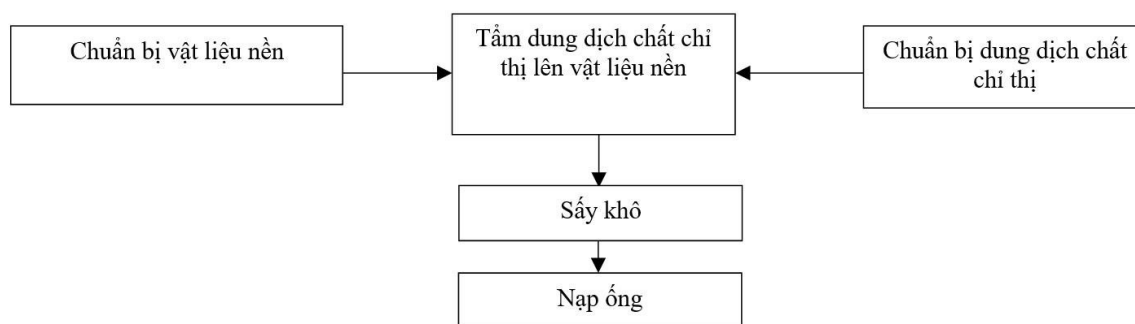 Chuẩn bị vật liệu nền
Tẩm dung dịch chất chỉ
thị lên vật liệu nền
Chuẩn bị dung dịch chất
chỉ thị
Sấy khô
Nạp ống